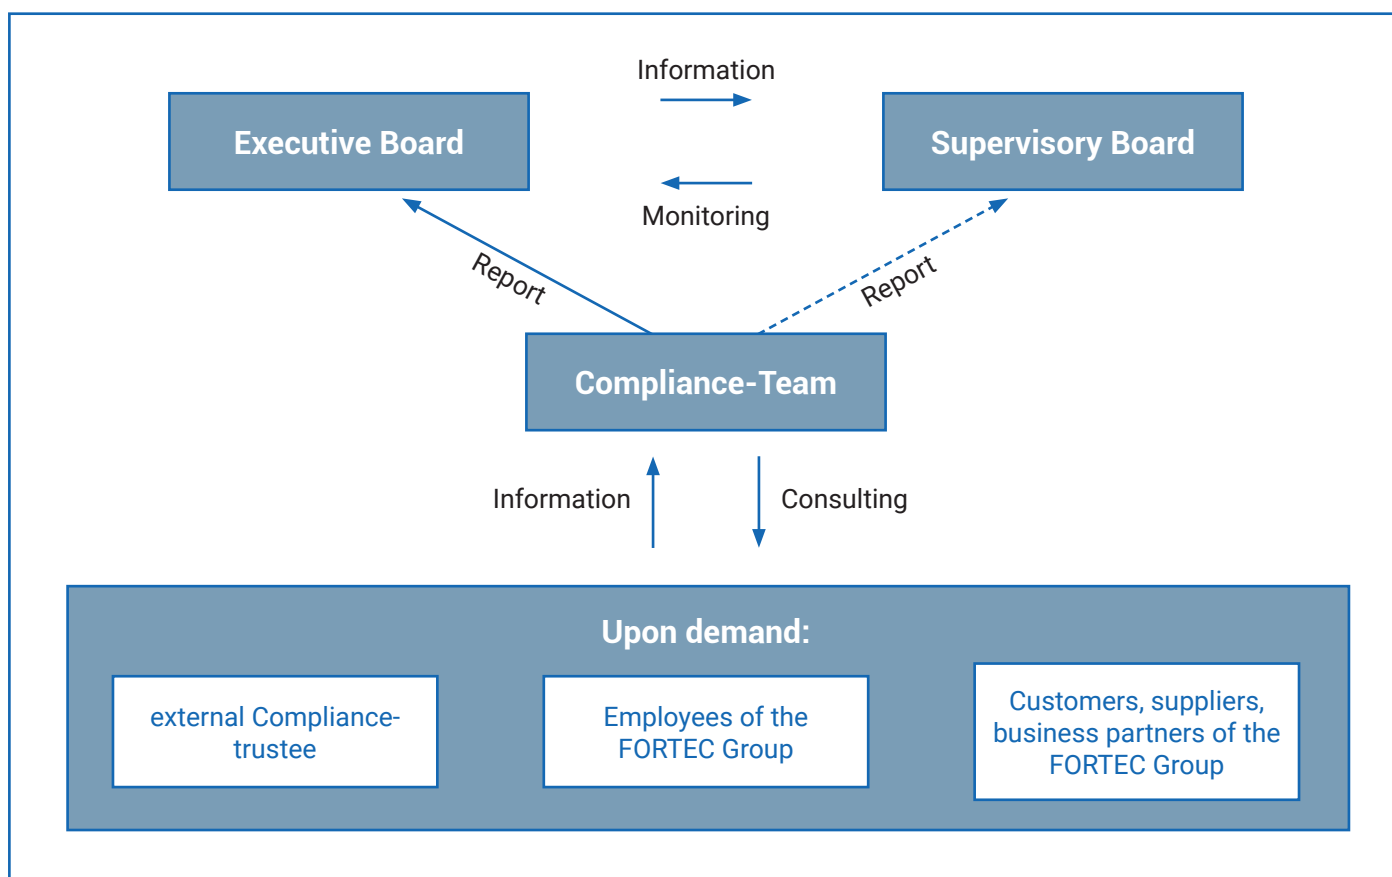 Information
Executive Board
Supervisory Board
Monitoring
Report
Report
Compliance-Team
Information
Consulting
Upon demand:
external Compliance-
trustee
Employees of the
FORTEC Group
Customers, suppliers,
business partners of the
FORTEC Group